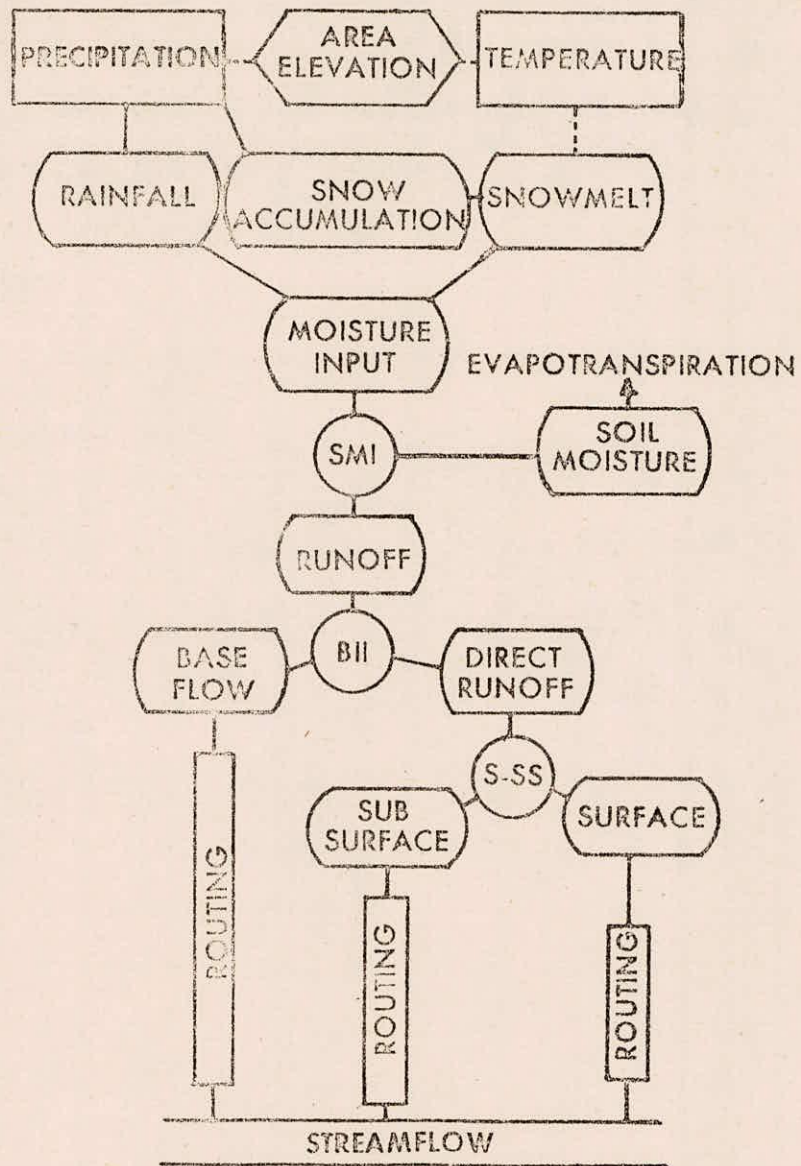 PRECIPITATION
AREA
ELEVATION
TEMPERATURE
RAINFALL
SNOW
ACCUMULATION
SNOWMELT
MOISTURE
INPUT
EVAPOTRANSPIRATION
SMI
SOIL
MOISTURE
RUNOFF
BASE
FLOW
BII
DIRECT
RUNOFF
S-SS
SUB
SURFACE
SURFACE
ROUTING
ROUTING
ROUTING
STREAMFLOW